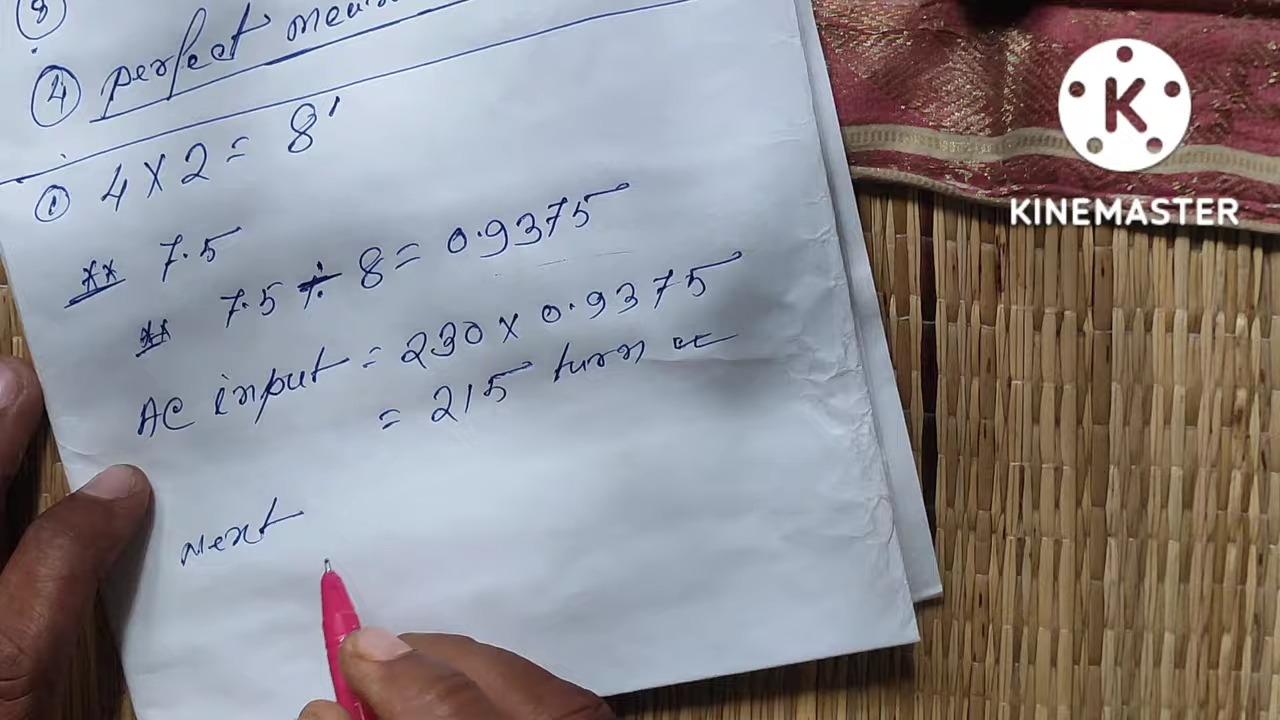 3
④ perfect
① 4 X 2 = 8'
** 7.5
** 7.5 ÷ 8 = 0.9375
AC input = 230 x 0.9375
= 215 turn
Next
K
KINEMASTER